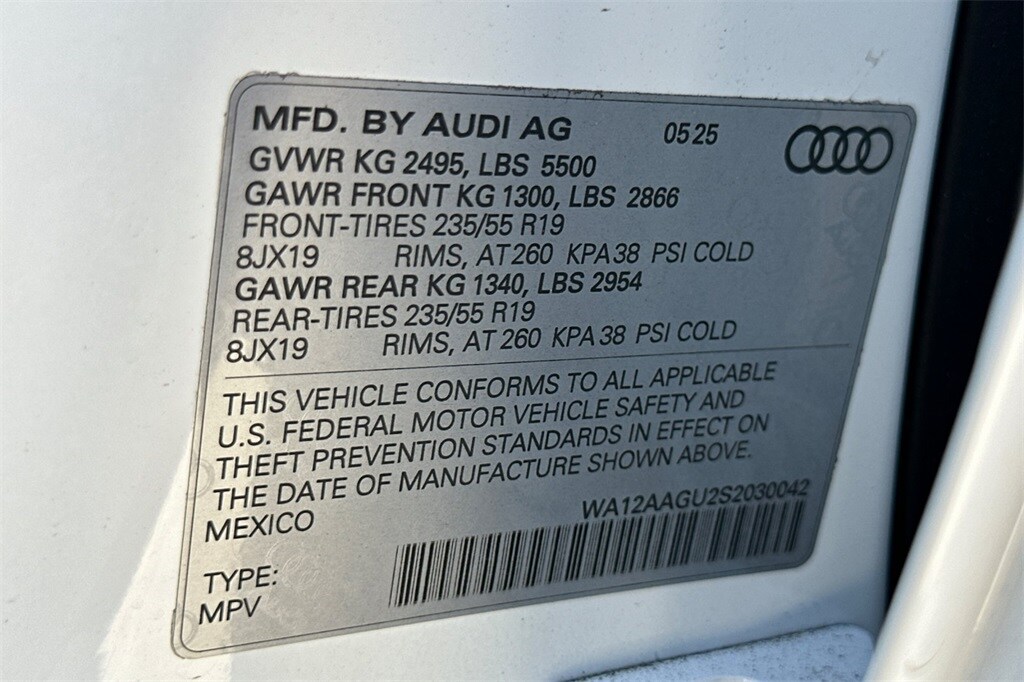 MFD. BY AUDI AG 05 25
GVWR KG 2495, LBS 5500
GAWR FRONT KG 1300, LBS 2866
FRONT-TIRES 235/55 R19
8JX19 RIMS, AT 260 KPA 38 PSI COLD
GAWR REAR KG 1340, LBS 2954
REAR-TIRES 235/55 R19
8JX19 RIMS, AT 260 KPA 38 PSI COLD
THIS VEHICLE CONFORMS TO ALL APPLICABLE
U.S. FEDERAL MOTOR VEHICLE SAFETY AND
THEFT PREVENTION STANDARDS IN EFFECT ON
THE DATE OF MANUFACTURE SHOWN ABOVE.
MEXICO WA12AAGU2S2030042
TYPE:
MPV